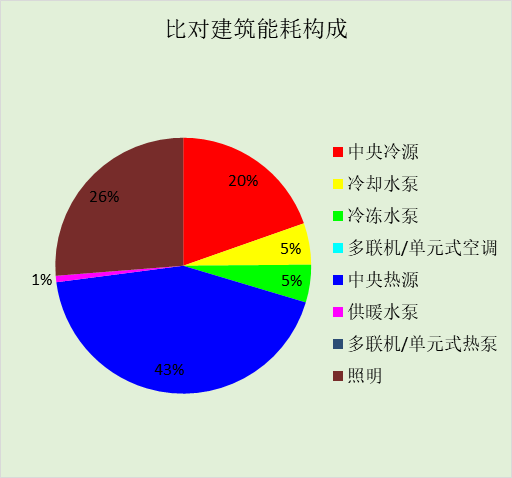 比对建筑能耗构成
20%
5%
5%
43%
1%
26%
中央冷源
冷却水泵
冷冻水泵
多联机/单元式空调
中央热源
供暖水泵
多联机/单元式热泵
照明